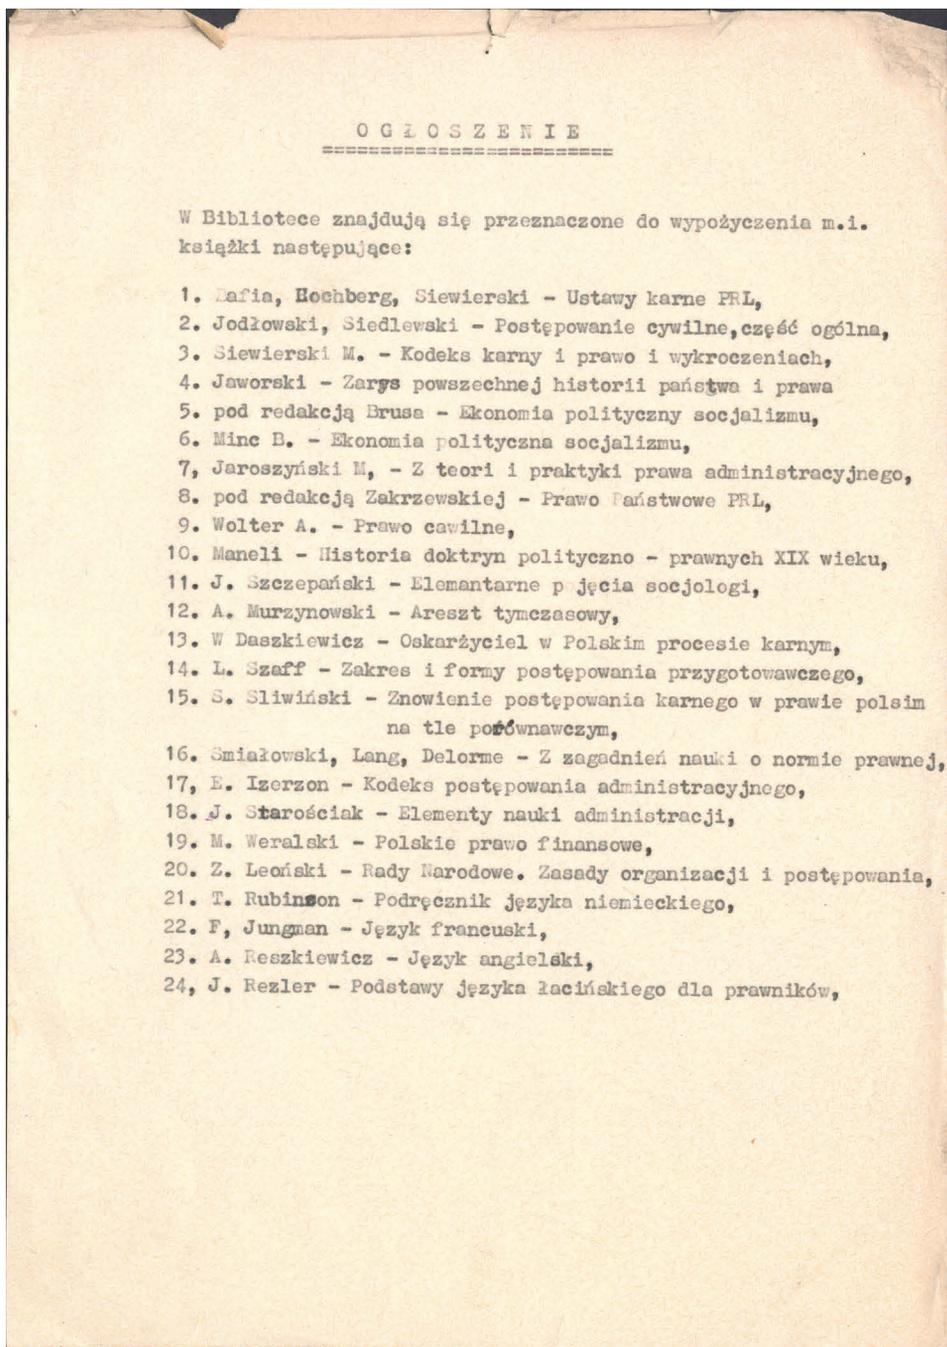 OGŁOSZENIE
=========================
W Bibliotece znajdują się przeznaczone do wypożyczenia m.i.
książki następujące:
1. Bafia, Hochberg, Siewierski - Ustawy karne PRL,
2. Jodłowski, Siedlewski - Postępowanie cywilne,część ogólna,
3. Siewierski M. - Kodeks karny i prawo i wykroczeniach,
4. Jaworski - Zarys powszechnej historii państwa i prawa
5. pod redakcją Brusa - Ekonomia polityczny socjalizmu,
6. Minc B. - Ekonomia polityczna socjalizmu,
7, Jaroszyński M, - Z teori i praktyki prawa administracyjnego,
8. pod redakcją Zakrzewskiej - Prawo Państwowe PRL,
9. Wolter A. - Prawo cawilne,
10. Maneli - Historia doktryn polityczno - prawnych XIX wieku,
11. J. Szczepański - Elemantarne p jęcia socjologi,
12. A. Murzynowski - Areszt tymczasowy,
13. W Daszkiewicz - Oskarżyciel w Polskim procesie karnym,
14. L. Szaff - Zakres i formy postępowania przygotowawczego,
15. S. Sliwiński - Znowienie postępowania karnego w prawie polsim
na tle porównawczym,
16. Smiałowski, Lang, Delorme - Z zagadnień nauki o normie prawnej,
17, E. Izerzon - Kodeks postępowania administracyjnego,
18. J. Starościak - Elementy nauki administracji,
19. M. Weralski - Polskie prawo finansowe,
20. Z. Leoński - Rady Narodowe. Zasady organizacji i postępowania,
21. T. Rubinson - Podręcznik języka niemieckiego,
22. F, Jungman - Język francuski,
23. A. Reszkiewicz - Język angielski,
24, J. Rezler - Podstawy języka łacińskiego dla prawników,